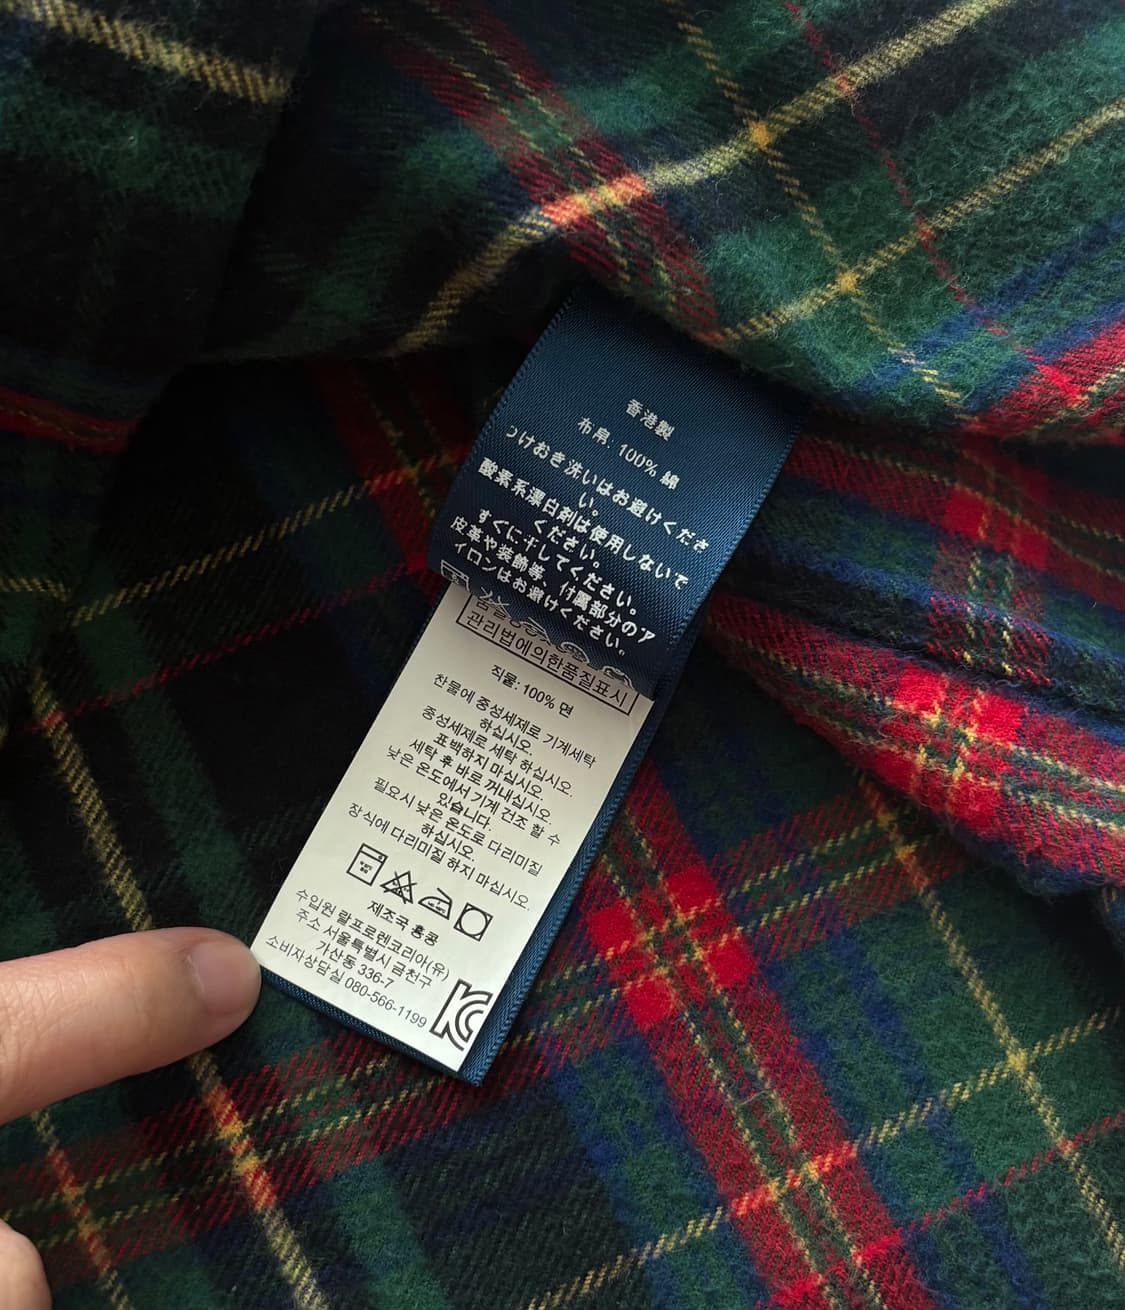 香港製
布帛. 100% 綿
つけおき洗いはお避けくださ
い。
酸素系漂白剤は使用しないで
ください。
すぐに干してください。
皮革や装飾等、付属部分のア
イロンはお避けください。
관리법에의한품질표시
직물: 100% 면
찬물에 중성세제로 기계세탁
하십시오.
중성세제로 세탁 하십시오.
표백하지 마십시오.
세탁 후 바로 꺼내십시오.
낮은 온도에서 기계 건조 할 수
있습니다.
필요시 낮은 온도로 다리미질
하십시오.
장식에 다리미질 하지 마십시오.
제조국 홍콩
수입원 랄프로렌코리아(유)
주소 서울특별시 금천구
가산동 336-7
소비자상담실 080-566-1199